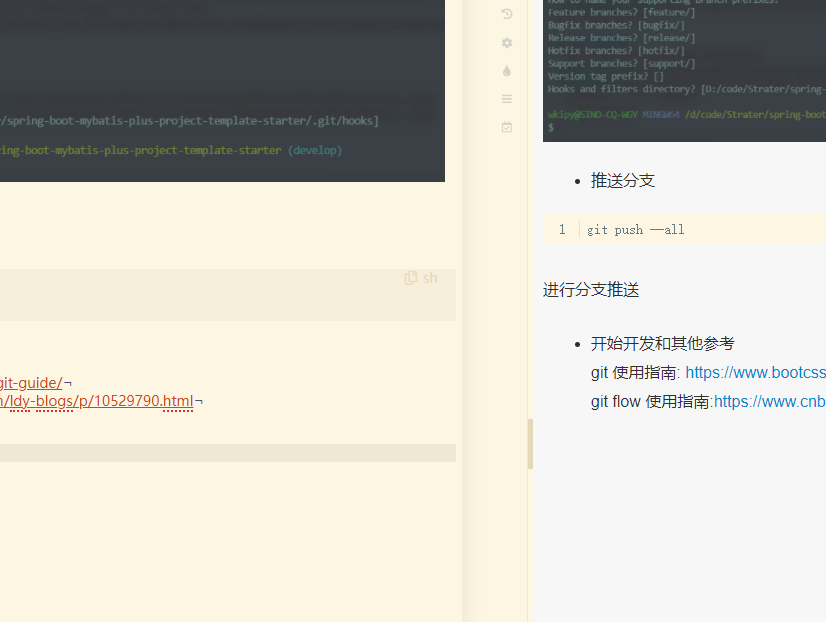 /spring-boot-mybatis-plus-project-template-starter/.git/hooks]
ing-boot-mybatis-plus-project-template-starter (develop)
sh
git-guide/¬
/ldy-blogs/p/10529790.html¬
How to name your supporting branch prefixes?
Feature branches? [feature/]
Bugfix branches? [bugfix/]
Release branches? [release/]
Hotfix branches? [hotfix/]
Support branches? [support/]
Version tag prefix? []
Hooks and filters directory? [D:/code/Strater/spring-
wkipy@SINO-CQ-WGY MINGW64 /d/code/Strater/spring-boot
$
• 推送分支
1 git push —all
进行分支推送
• 开始开发和其他参考
git 使用指南: https://www.bootcss
git flow 使用指南:https://www.cnb